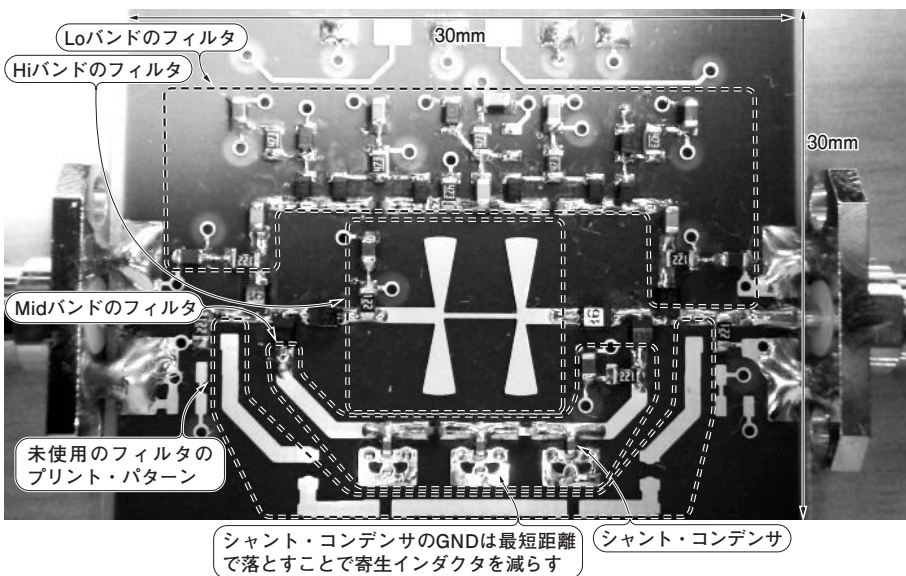 30mm
Loバンドのフィルタ
Hiバンドのフィルタ
30mm
Midバンドのフィルタ
未使用のフィルタの
プリント・パターン
シャント・コンデンサのGNDは最短距離
で落とすことで寄生インダクタを減らす
シャント・コンデンサ